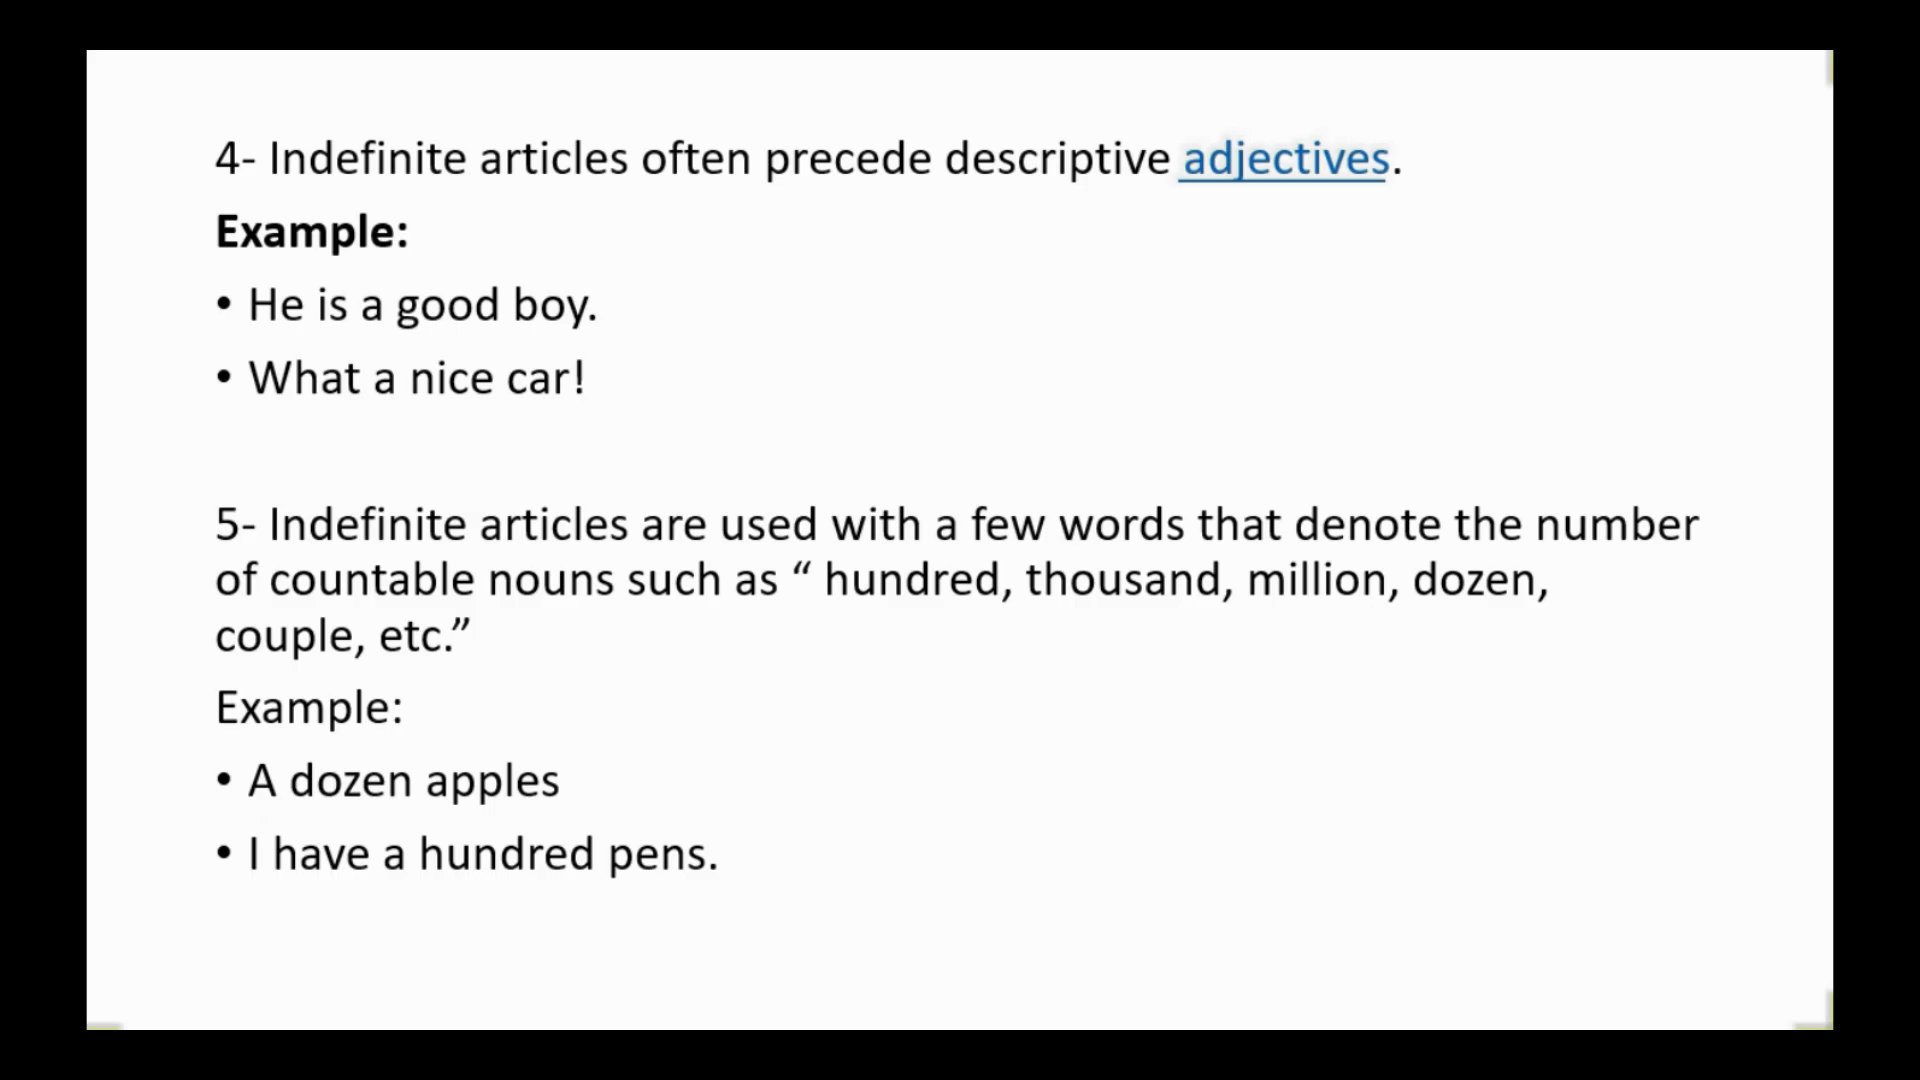 4- Indefinite articles often precede descriptive adjectives.
Example:
• He is a good boy.
• What a nice car!
5- Indefinite articles are used with a few words that denote the number
of countable nouns such as “ hundred, thousand, million, dozen,
couple, etc.”
Example:
• A dozen apples
• I have a hundred pens.